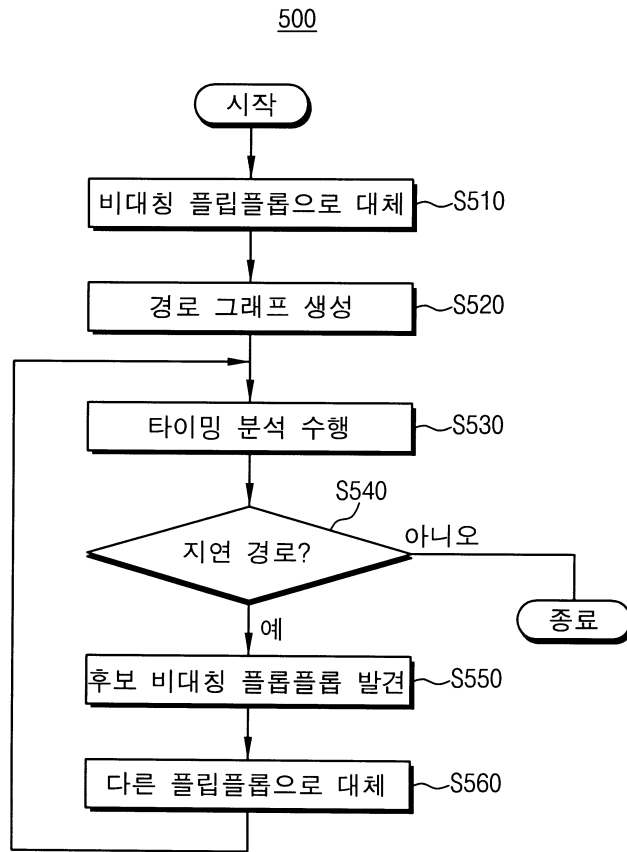 500
시작
비대칭 플립플롭으로 대체
S510
경로 그래프 생성
S520
타이밍 분석 수행
S530
S540
지연 경로?
아니오
종료
예
후보 비대칭 플롭플롭 발견
S550
다른 플립플롭으로 대체
S560